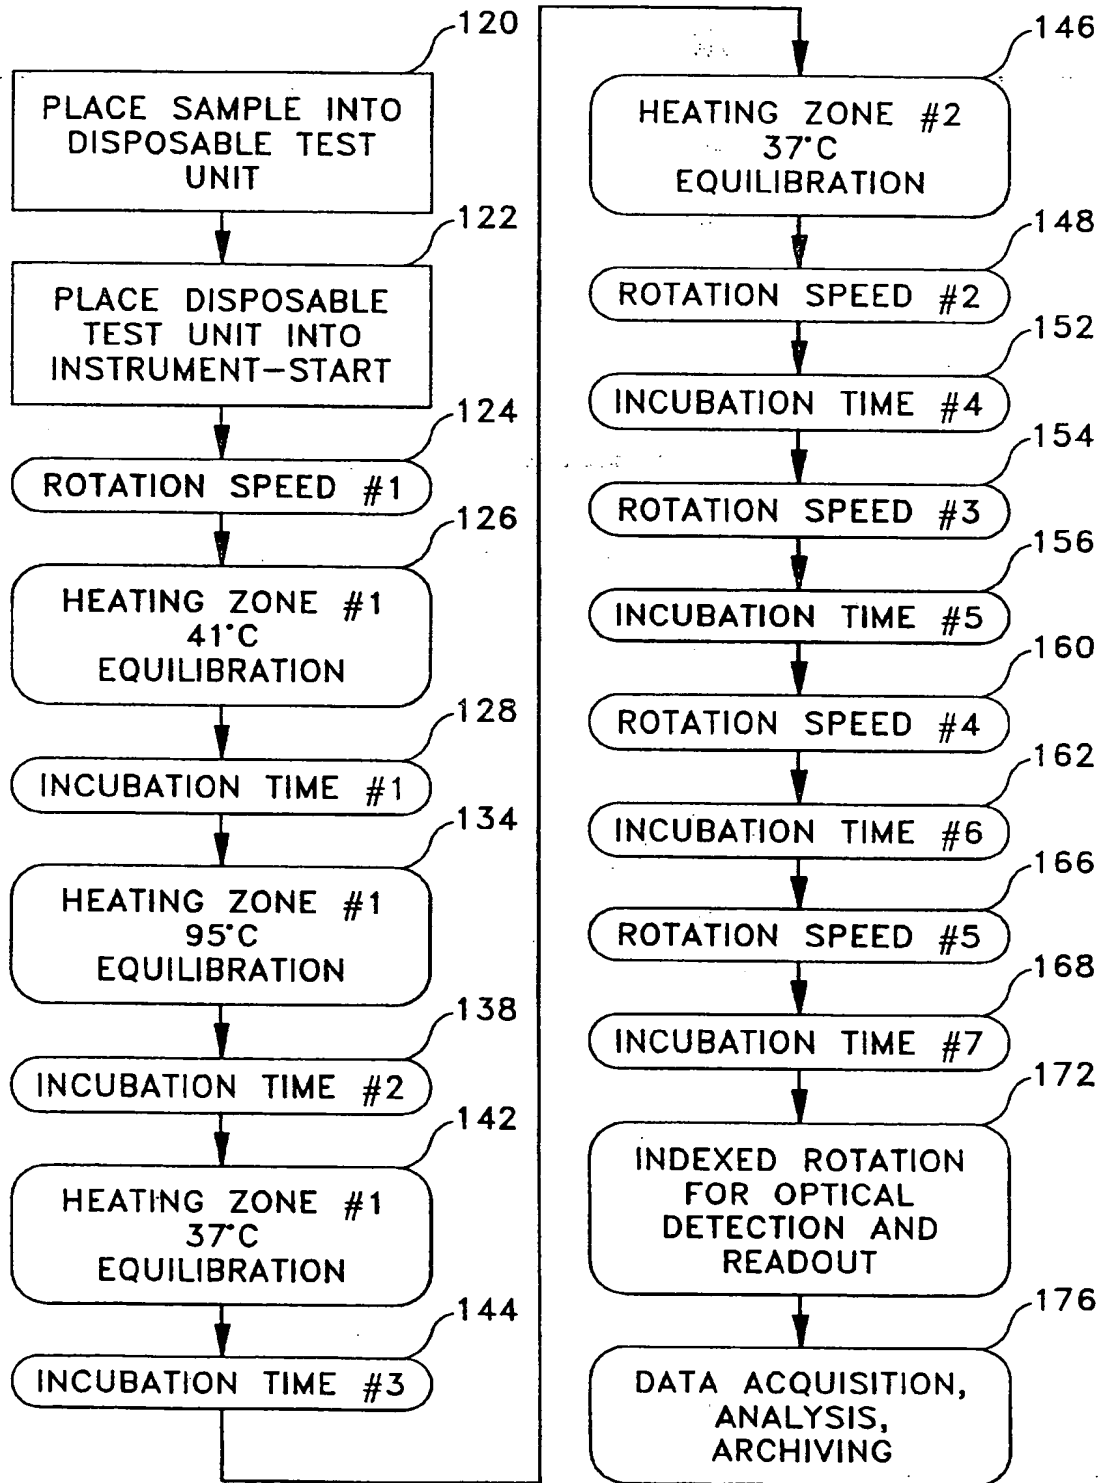 120
PLACE SAMPLE INTO
DISPOSABLE TEST
UNIT
122
PLACE DISPOSABLE
TEST UNIT INTO
INSTRUMENT-START
124
ROTATION SPEED #1
126
HEATING ZONE #1
41°C
EQUILIBRATION
128
INCUBATION TIME #1
134
HEATING ZONE #1
95°C
EQUILIBRATION
138
INCUBATION TIME #2
142
HEATING ZONE #1
37°C
EQUILIBRATION
144
INCUBATION TIME #3
146
HEATING ZONE #2
37°C
EQUILIBRATION
148
ROTATION SPEED #2
152
INCUBATION TIME #4
154
ROTATION SPEED #3
156
INCUBATION TIME #5
160
ROTATION SPEED #4
162
INCUBATION TIME #6
166
ROTATION SPEED #5
168
INCUBATION TIME #7
172
INDEXED ROTATION
FOR OPTICAL
DETECTION AND
READOUT
176
DATA ACQUISITION,
ANALYSIS,
ARCHIVING